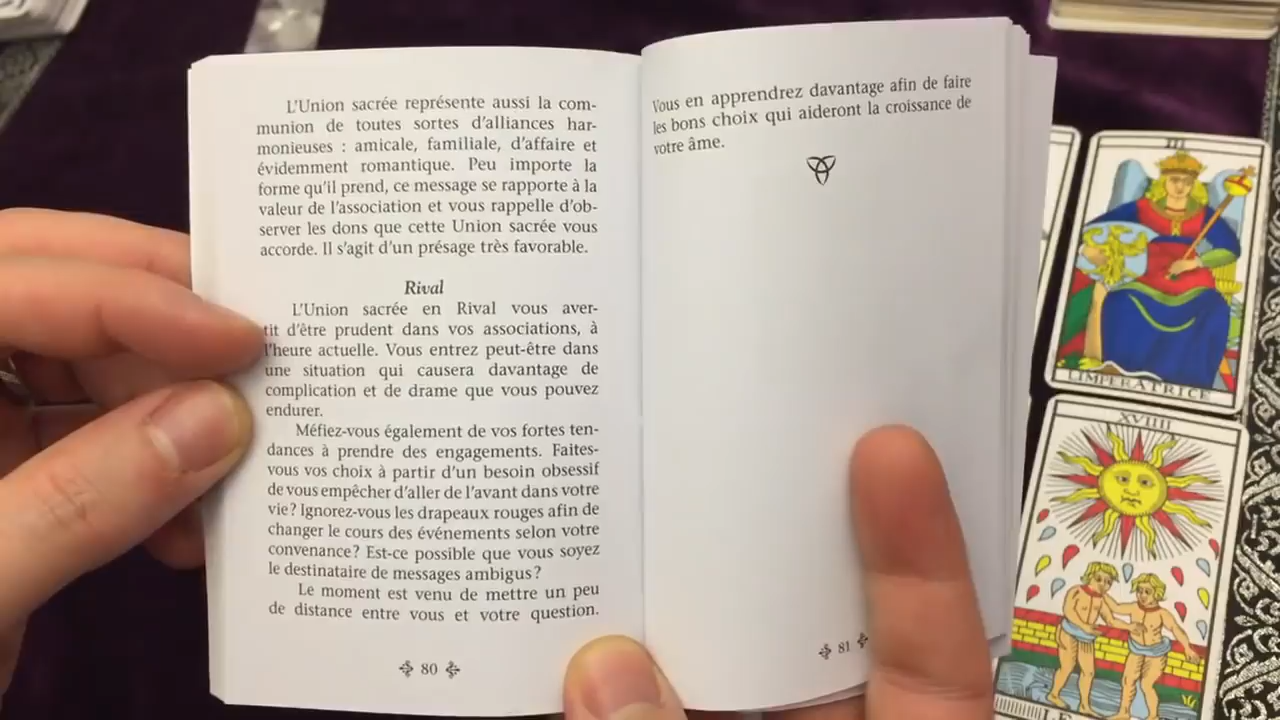 L'Union sacrée représente aussi la com-
munion de toutes sortes d'alliances har-
monieuses : amicale, familiale, d'affaire et
évidemment romantique. Peu importe la
forme qu'il prend, ce message se rapporte à la
valeur de l'association et vous rappelle d'ob-
server les dons que cette Union sacrée vous
accorde. Il s'agit d'un présage très favorable.
Rival
L'Union sacrée en Rival vous aver-
tit d'être prudent dans vos associations, à
l'heure actuelle. Vous entrez peut-être dans
une situation qui causera davantage de
complication et de drame que vous pouvez
endurer.
Méfiez-vous également de vos fortes ten-
dances à prendre des engagements. Faites-
vous vos choix à partir d'un besoin obsessif
de vous empêcher d'aller de l'avant dans votre
vie? Ignorez-vous les drapeaux rouges afin de
changer le cours des événements selon votre
convenance? Est-ce possible que vous soyez
le destinataire de messages ambigus?
Le moment est venu de mettre un peu
de distance entre vous et votre question.
80
Vous en apprendrez davantage afin de faire
les bons choix qui aideront la croissance de
votre âme.
81
III
L'IMPERATRICE
XVIIII
LE